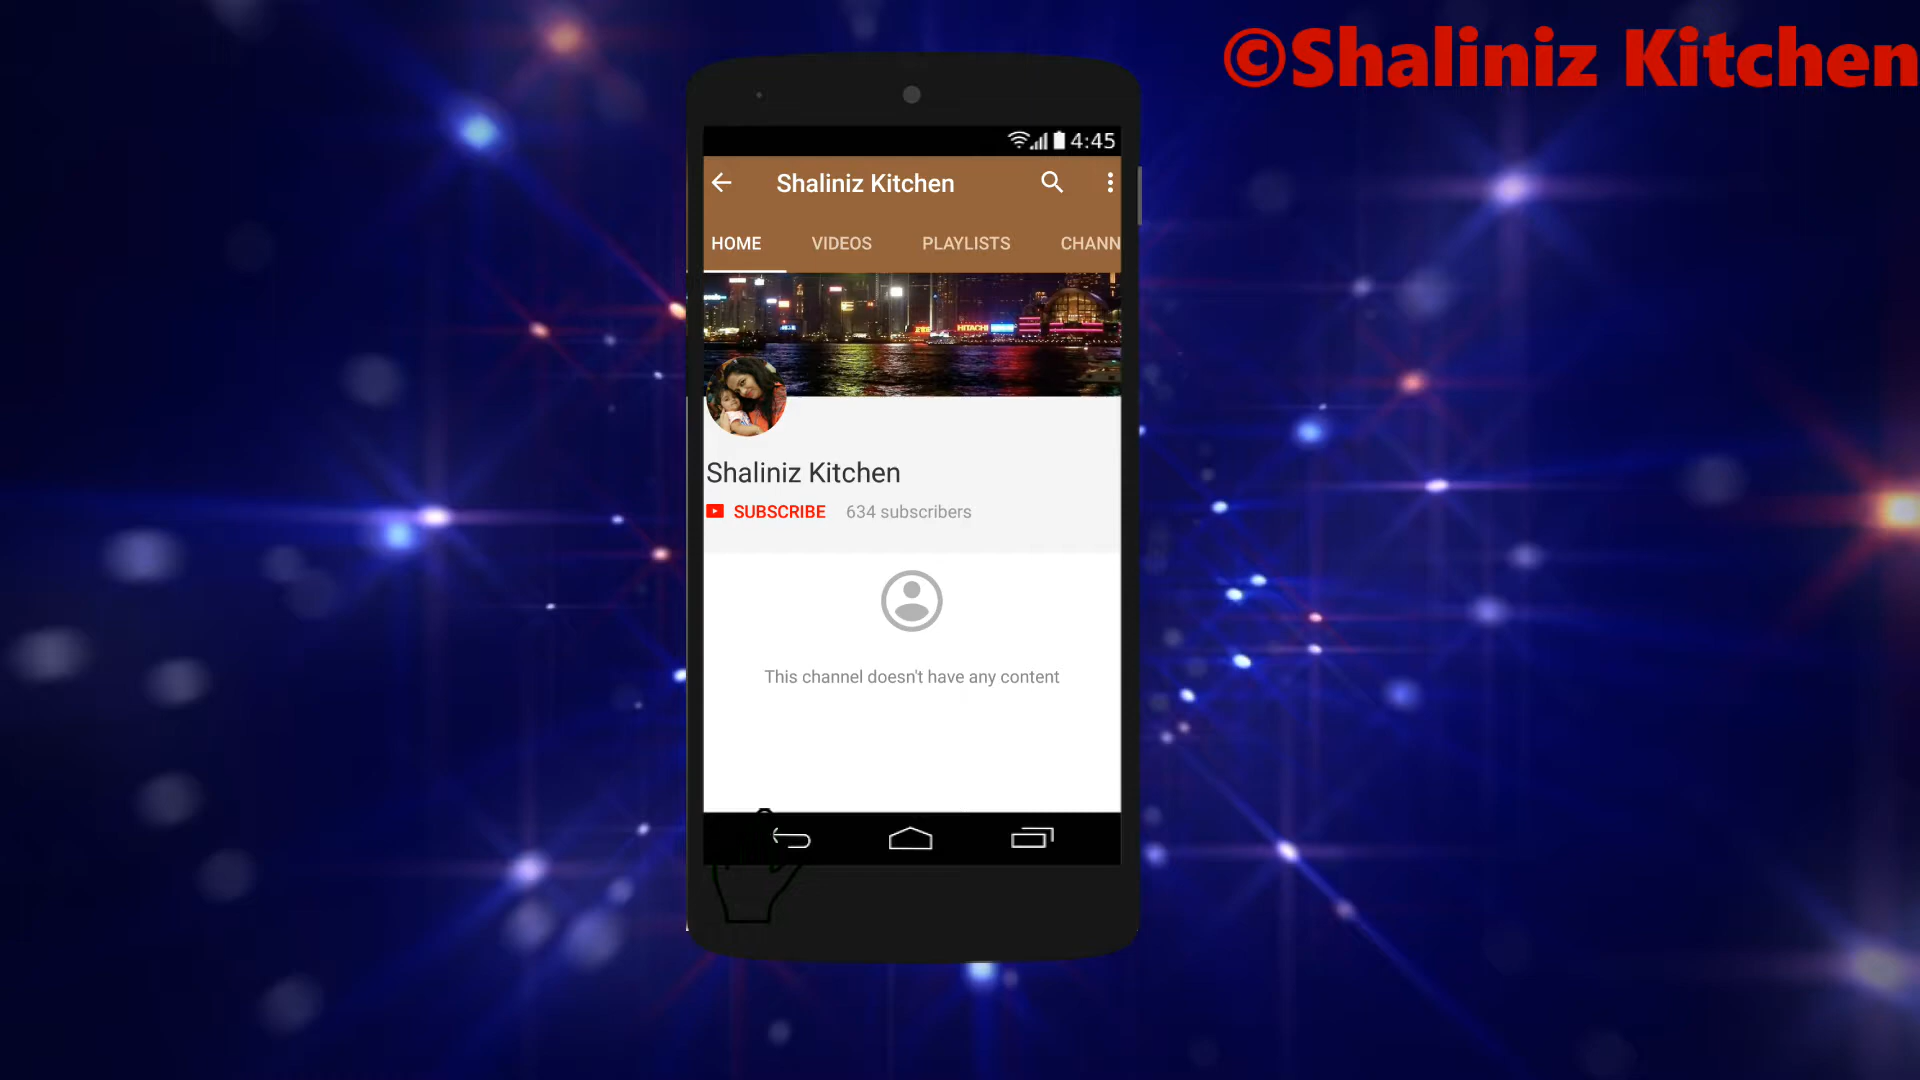 ©Shaliniz Kitchen
4:45
Shaliniz Kitchen
HOME VIDEOS PLAYLISTS CHANN
HITACHI
Shaliniz Kitchen
SUBSCRIBE 634 subscribers
This channel doesn't have any content